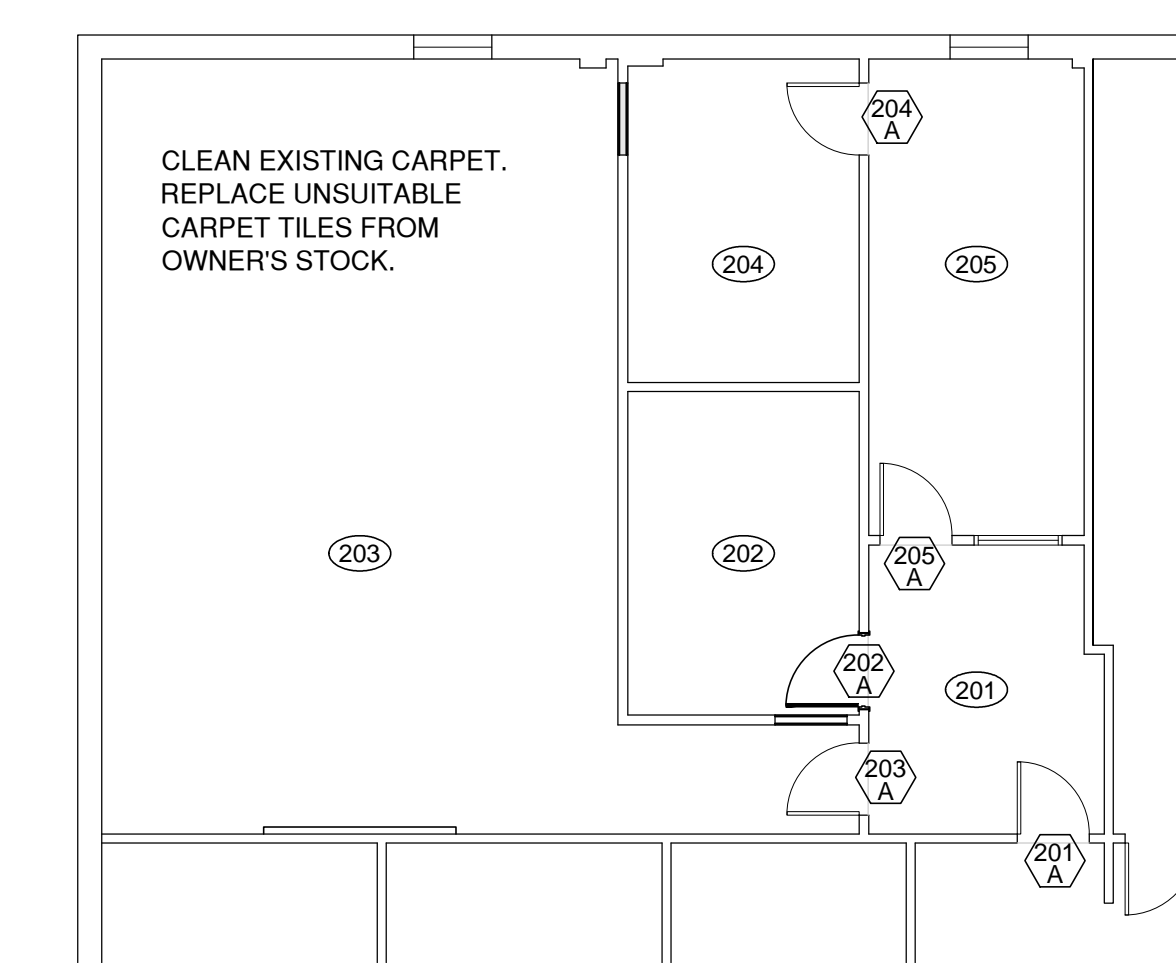 204
A
CLEAN EXISTING CARPET.
REPLACE UNSUITABLE
CARPET TILES FROM
OWNER'S STOCK.
204
205
203
202
205
A
202
A
201
203
A
201
A